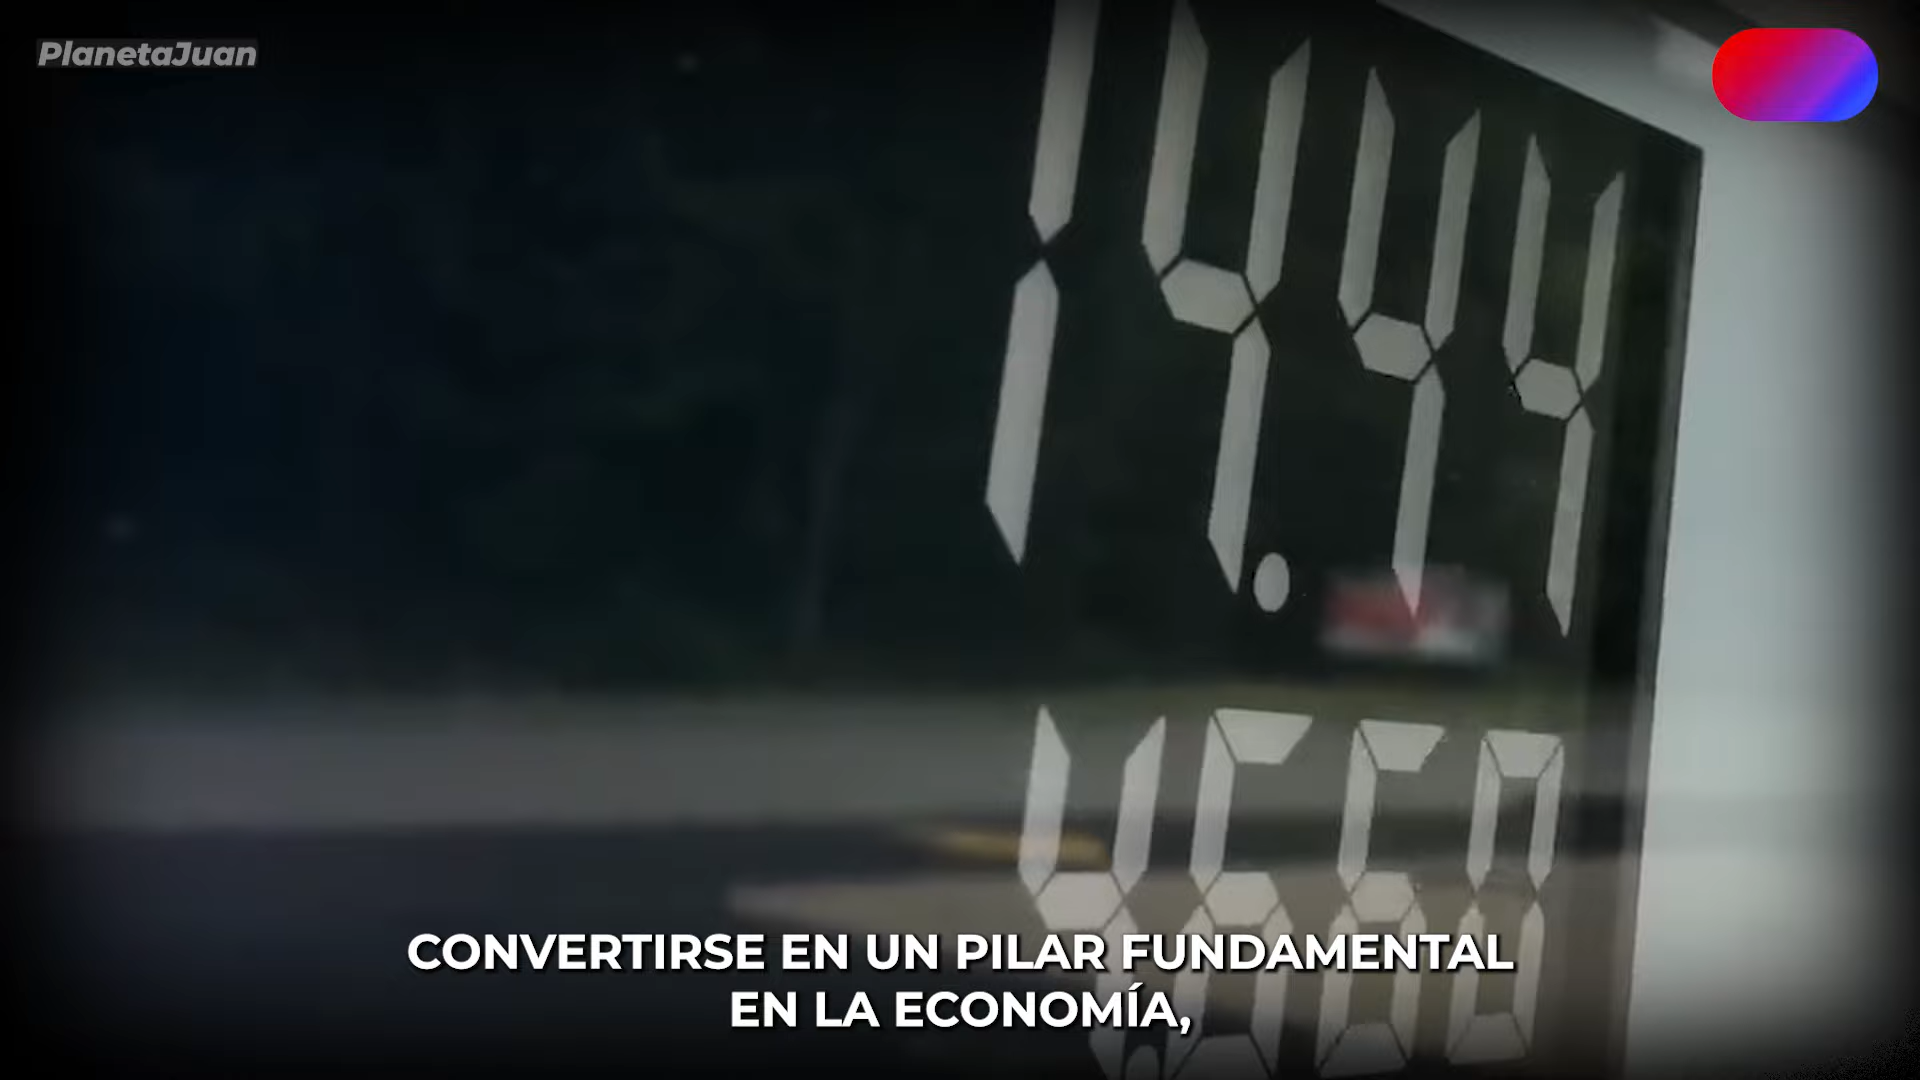 PlanetaJuan
14.44
CONVERTIRSE EN UN PILAR FUNDAMENTAL
EN LA ECONOMÍA,